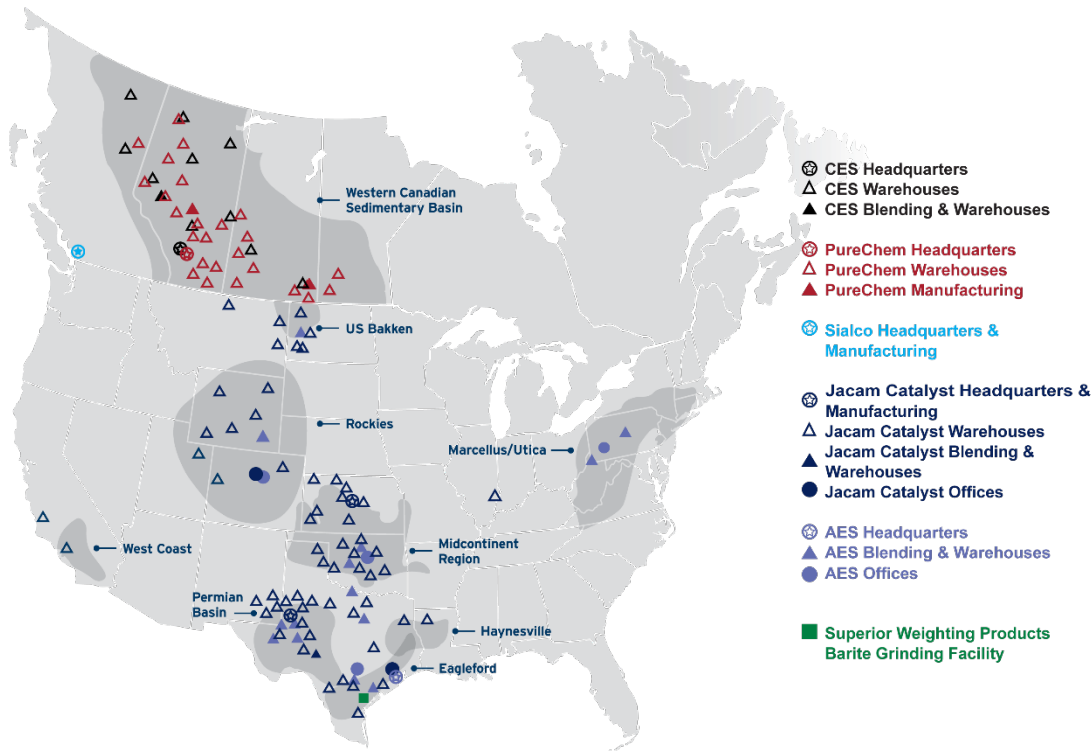 Western Canadian
Sedimentary Basin
US Bakken
Rockies
Marcellus/Utica
West Coast
Midcontinent
Region
Permian
Basin
Haynesville
Eagleford
CES Headquarters
CES Warehouses
CES Blending & Warehouses
PureChem Headquarters
PureChem Warehouses
PureChem Manufacturing
Sialco Headquarters &
Manufacturing
Jacam Catalyst Headquarters &
Manufacturing
Jacam Catalyst Warehouses
Jacam Catalyst Blending &
Warehouses
Jacam Catalyst Offices
AES Headquarters
AES Blending & Warehouses
AES Offices
Superior Weighting Products
Barite Grinding Facility